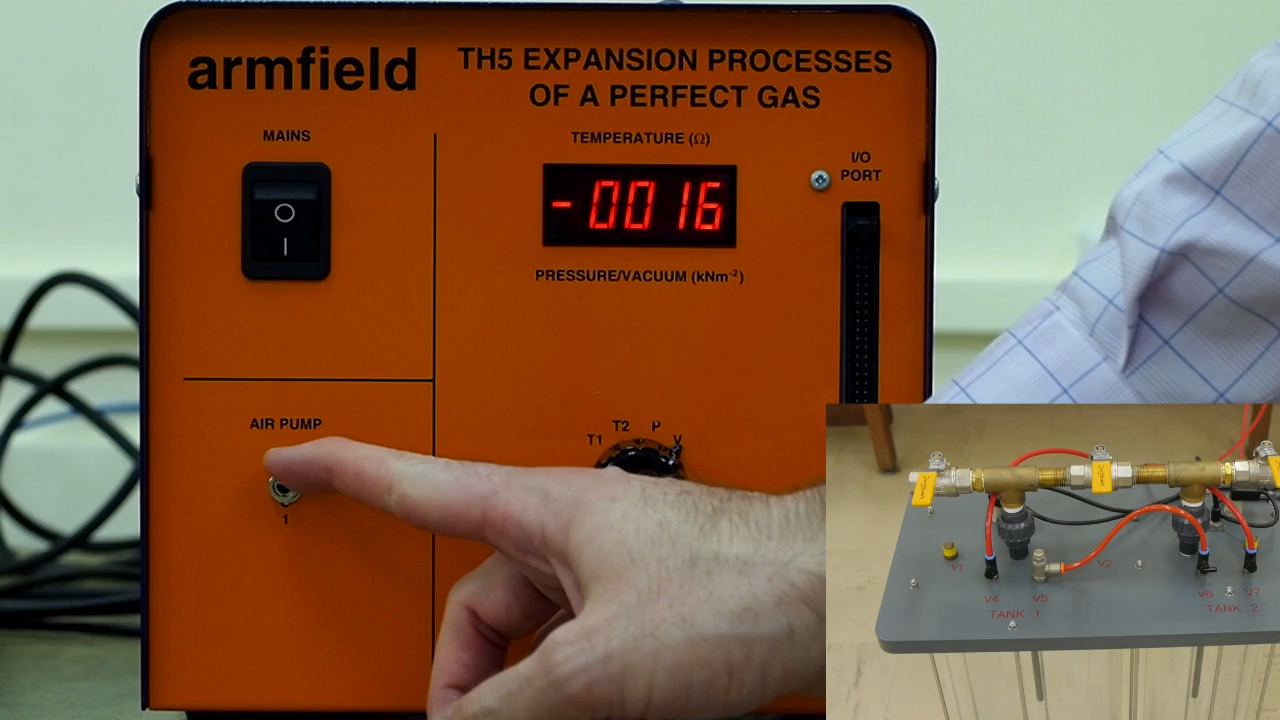 armfield
TH5 EXPANSION PROCESSES
OF A PERFECT GAS
MAINS
TEMPERATURE (Ω)
I/O
PORT
-0016
PRESSURE/VACUUM (kNm⁻²)
AIR PUMP
1
T1 T2 P V
V1 V2
V4 V5 V6 V7
TANK 1 TANK 2